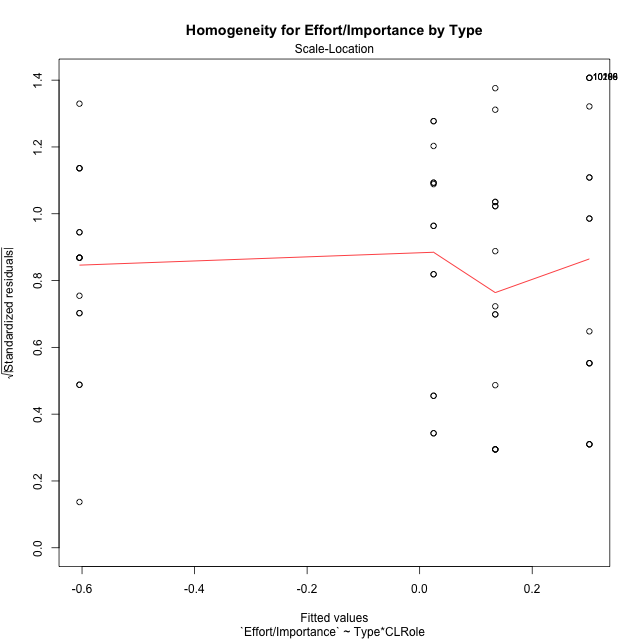 Homogeneity for Effort/Importance by Type
Scale-Location
1.4
1.2
1.0
0.8
0.6
0.4
0.2
0.0
√|Standardized residuals|
-0.6 -0.4 -0.2 0.0 0.2
Fitted values
`Effort/Importance` ~ Type*CLRole